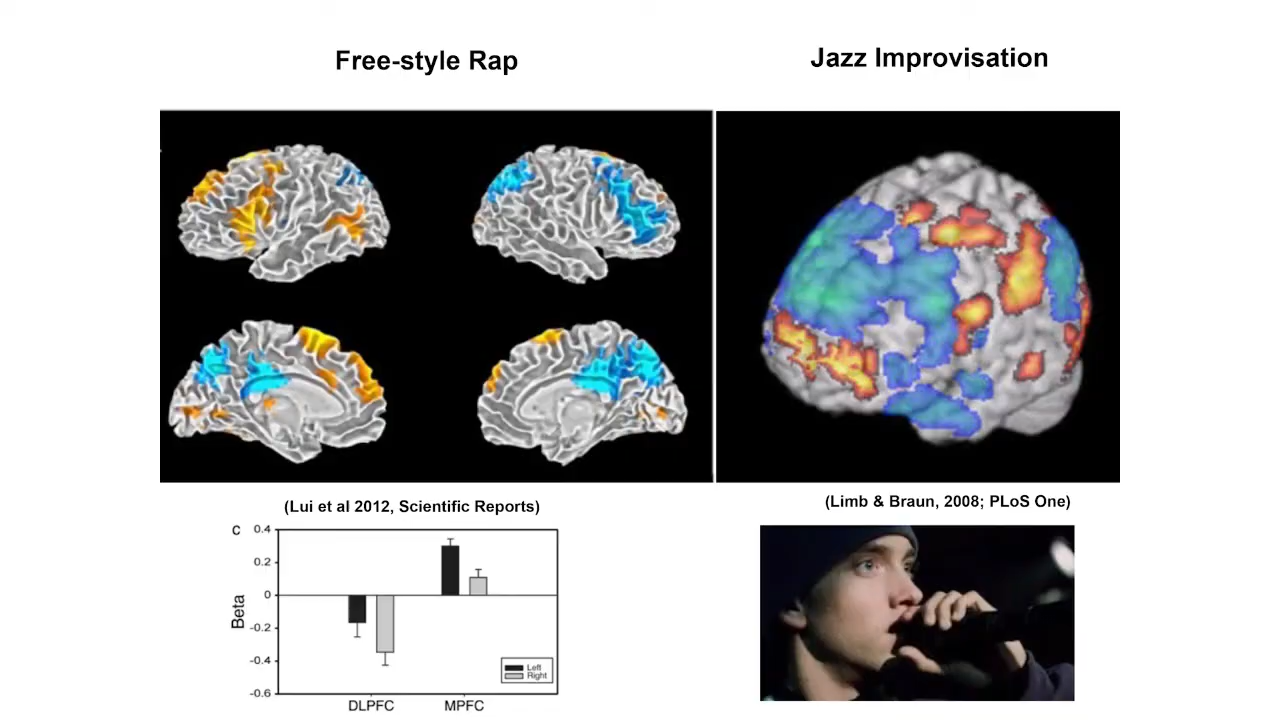 Free-style Rap
Jazz Improvisation
(Lui et al 2012, Scientific Reports)
(Limb & Braun, 2008; PLoS One)
c
0.4
0.2
0
-0.2
-0.4
-0.6
Beta
Left
Right
DLPFC MPFC